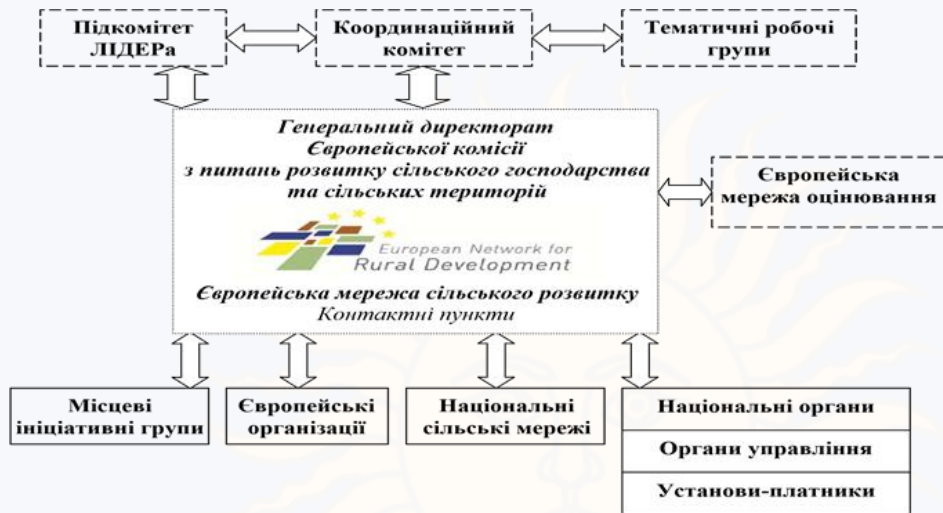 Підкомітет
ЛІДЕРа
Координаційний
комітет
Тематичні робочі
групи
Генеральний директорат
Європейської комісії
з питань розвитку сільського господарства
та сільських територій
European Network for
Rural Development
Європейська мережа сільського розвитку
Контактні пункти
Європейська
мережа оцінювання
Місцеві
ініціативні групи
Європейські
організації
Національні
сільські мережі
Національні органи
Органи управління
Установи-платники